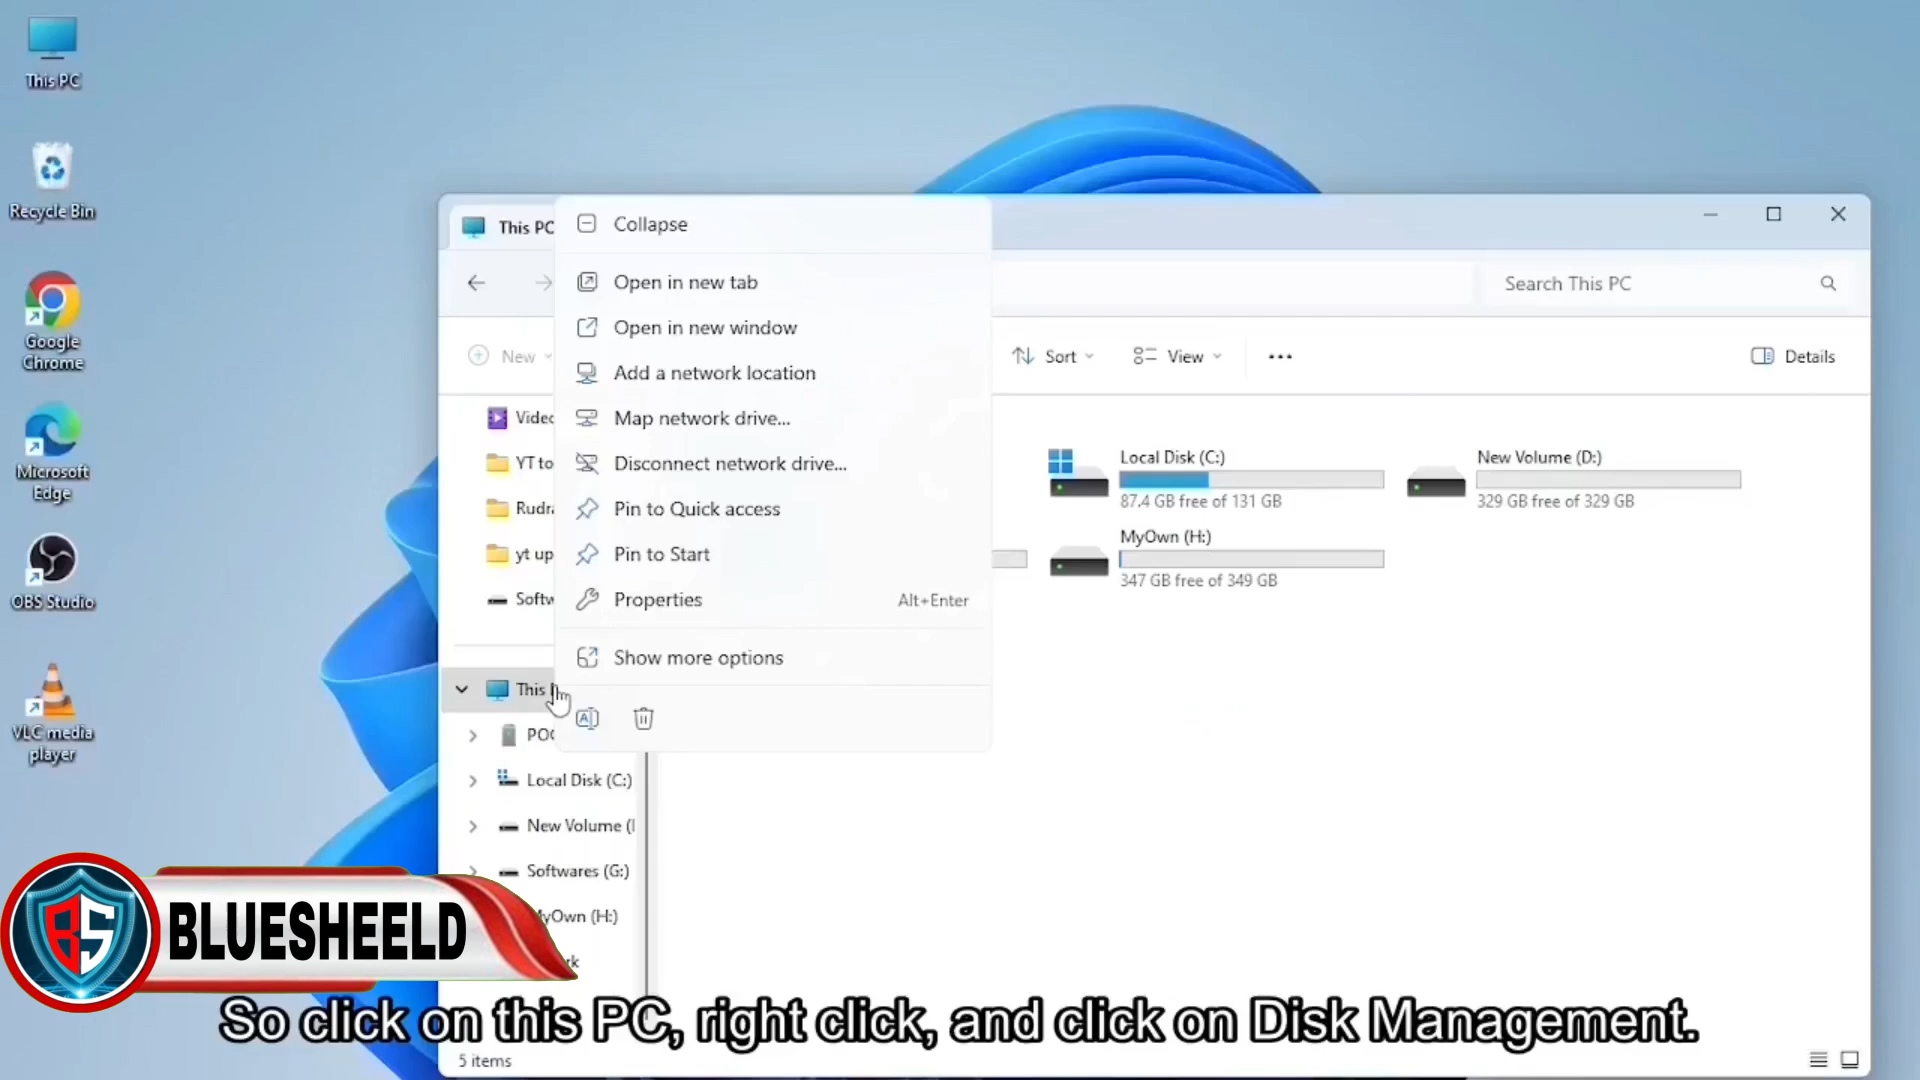 This PC
Recycle Bin
Google
Chrome
Microsoft
Edge
OBS Studio
VLC media
player
This PC
Collapse
Open in new tab
Open in new window
Add a network location
Map network drive...
Disconnect network drive...
Pin to Quick access
Pin to Start
Properties Alt+Enter
Show more options
Search This PC
New
Sort
View
Details
YT to
yt up
This
Local Disk (C:)
New Volume
Softwares (G:)
MyOwn (H:)
Local Disk (C:)
87.4 GB free of 131 GB
New Volume (D:)
329 GB free of 329 GB
MyOwn (H:)
347 GB free of 349 GB
BS
BLUESHEELD
So click on this PC, right click, and click on Disk Management.
5 items